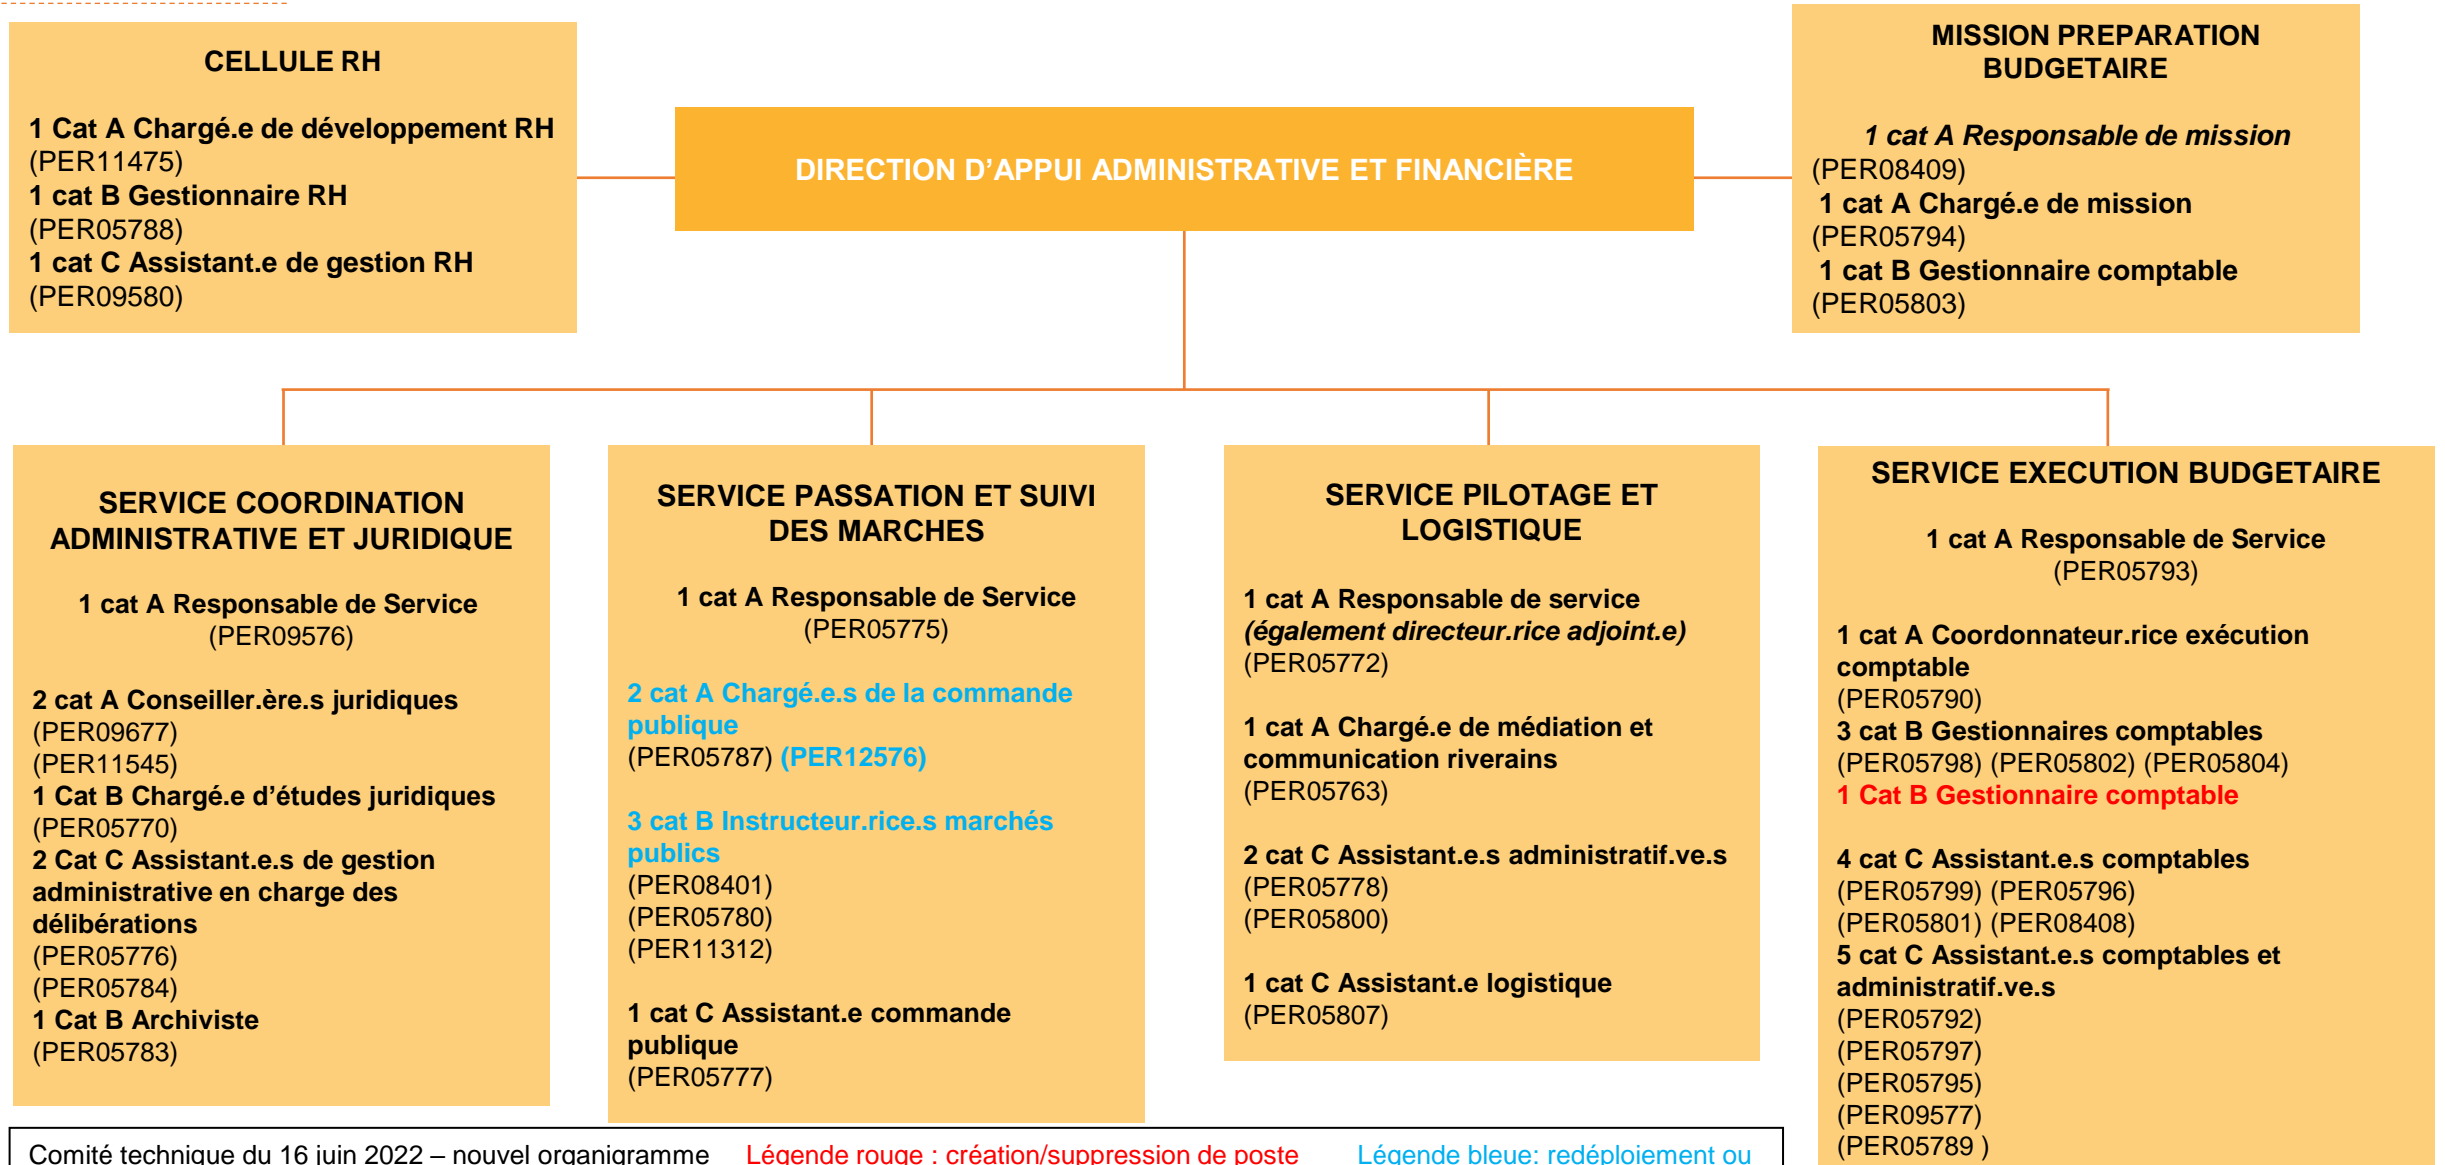 CELLULE RH
1 Cat A Chargé.e de développement RH
(PER11475)
1 cat B Gestionnaire RH
(PER05788)
1 cat C Assistant.e de gestion RH
(PER09580)
DIRECTION D'APPUI ADMINISTRATIVE ET FINANCIÈRE
MISSION PREPARATION
BUDGETAIRE
1 cat A Responsable de mission
(PER08409)
1 cat A Chargé.e de mission
(PER05794)
1 cat B Gestionnaire comptable
(PER05803)
SERVICE COORDINATION
ADMINISTRATIVE ET JURIDIQUE
1 cat A Responsable de Service
(PER09576)
2 cat A Conseiller.ère.s juridiques
(PER09677)
(PER11545)
1 Cat B Chargé.e d'études juridiques
(PER05770)
2 Cat C Assistant.e.s de gestion
administrative en charge des
délibérations
(PER05776)
(PER05784)
1 Cat B Archiviste
(PER05783)
SERVICE PASSATION ET SUIVI
DES MARCHES
1 cat A Responsable de Service
(PER05775)
2 cat A Chargé.e.s de la commande
publique
(PER05787) (PER12576)
3 cat B Instructeur.rice.s marchés
publics
(PER08401)
(PER05780)
(PER11312)
1 cat C Assistant.e commande
publique
(PER05777)
SERVICE PILOTAGE ET
LOGISTIQUE
1 cat A Responsable de service
(également directeur.rice adjoint.e)
(PER05772)
1 cat A Chargé.e de médiation et
communication riverains
(PER05763)
2 cat C Assistant.e.s administratif.ve.s
(PER05778)
(PER05800)
1 cat C Assistant.e logistique
(PER05807)
SERVICE EXECUTION BUDGETAIRE
1 cat A Responsable de Service
(PER05793)
1 cat A Coordonnateur.rice exécution
comptable
(PER05790)
3 cat B Gestionnaires comptables
(PER05798) (PER05802) (PER05804)
1 Cat B Gestionnaire comptable
4 cat C Assistant.e.s comptables
(PER05799) (PER05796)
(PER05801) (PER08408)
5 cat C Assistant.e.s comptables et
administratif.ve.s
(PER05792)
(PER05797)
(PER05795)
(PER09577)
(PER05789 )
Comité technique du 16 juin 2022 – nouvel organigramme Légende rouge : création/suppression de poste Légende bleue: redéploiement ou